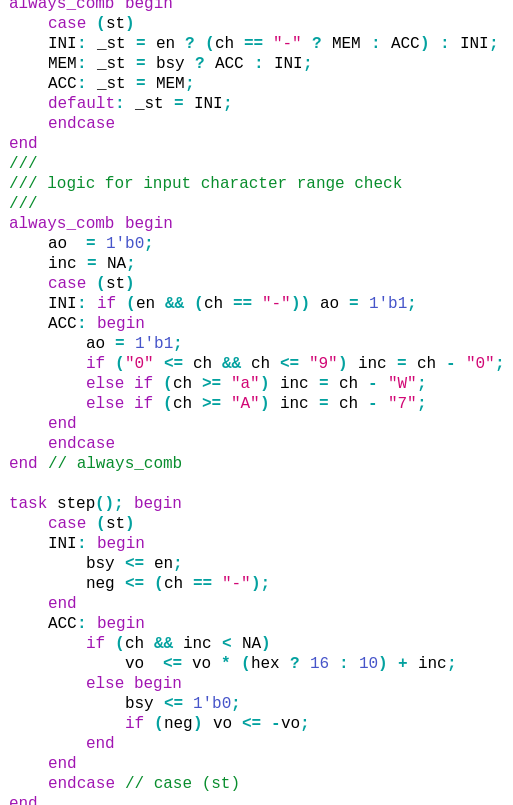 always_comb begin
    case (st)
    INI: _st = en ? (ch == "-" ? MEM : ACC) : INI;
    MEM: _st = bsy ? ACC : INI;
    ACC: _st = MEM;
    default: _st = INI;
    endcase
end
///
/// logic for input character range check
///
always_comb begin
    ao  = 1'b0;
    inc = NA;
    case (st)
    INI: if (en && (ch == "-")) ao = 1'b1;
    ACC: begin
        ao = 1'b1;
        if ("0" <= ch && ch <= "9") inc = ch - "0";
        else if (ch >= "a") inc = ch - "W";
        else if (ch >= "A") inc = ch - "7";
    end
    endcase
end // always_comb

task step(); begin
    case (st)
    INI: begin
        bsy <= en;
        neg <= (ch == "-");
    end
    ACC: begin
        if (ch && inc < NA)
            vo  <= vo * (hex ? 16 : 10) + inc;
        else begin
            bsy <= 1'b0;
            if (neg) vo <= -vo;
        end
    end
    endcase // case (st)
end